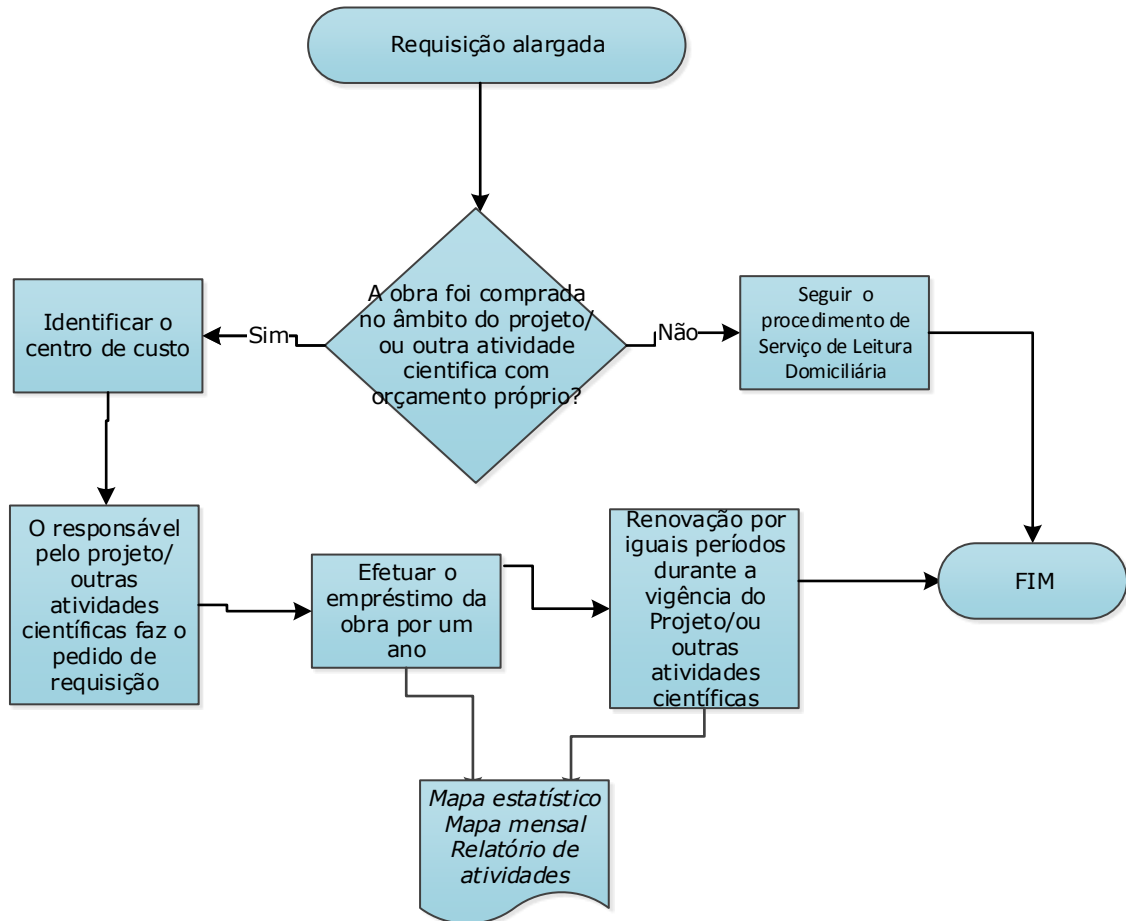 Requisição alargada
A obra foi comprada
no âmbito do projeto/
ou outra atividade
cientifica com
orçamento próprio?
Sim
Não
Identificar o
centro de custo
Seguir o
procedimento de
Serviço de Leitura
Domiciliária
O responsável
pelo projeto/
outras
atividades
científicas faz o
pedido de
requisição
Efetuar o
empréstimo da
obra por um
ano
Renovação por
iguais períodos
durante a
vigência do
Projeto/ou
outras
atividades
científicas
FIM
Mapa estatístico
Mapa mensal
Relatório de
atividades